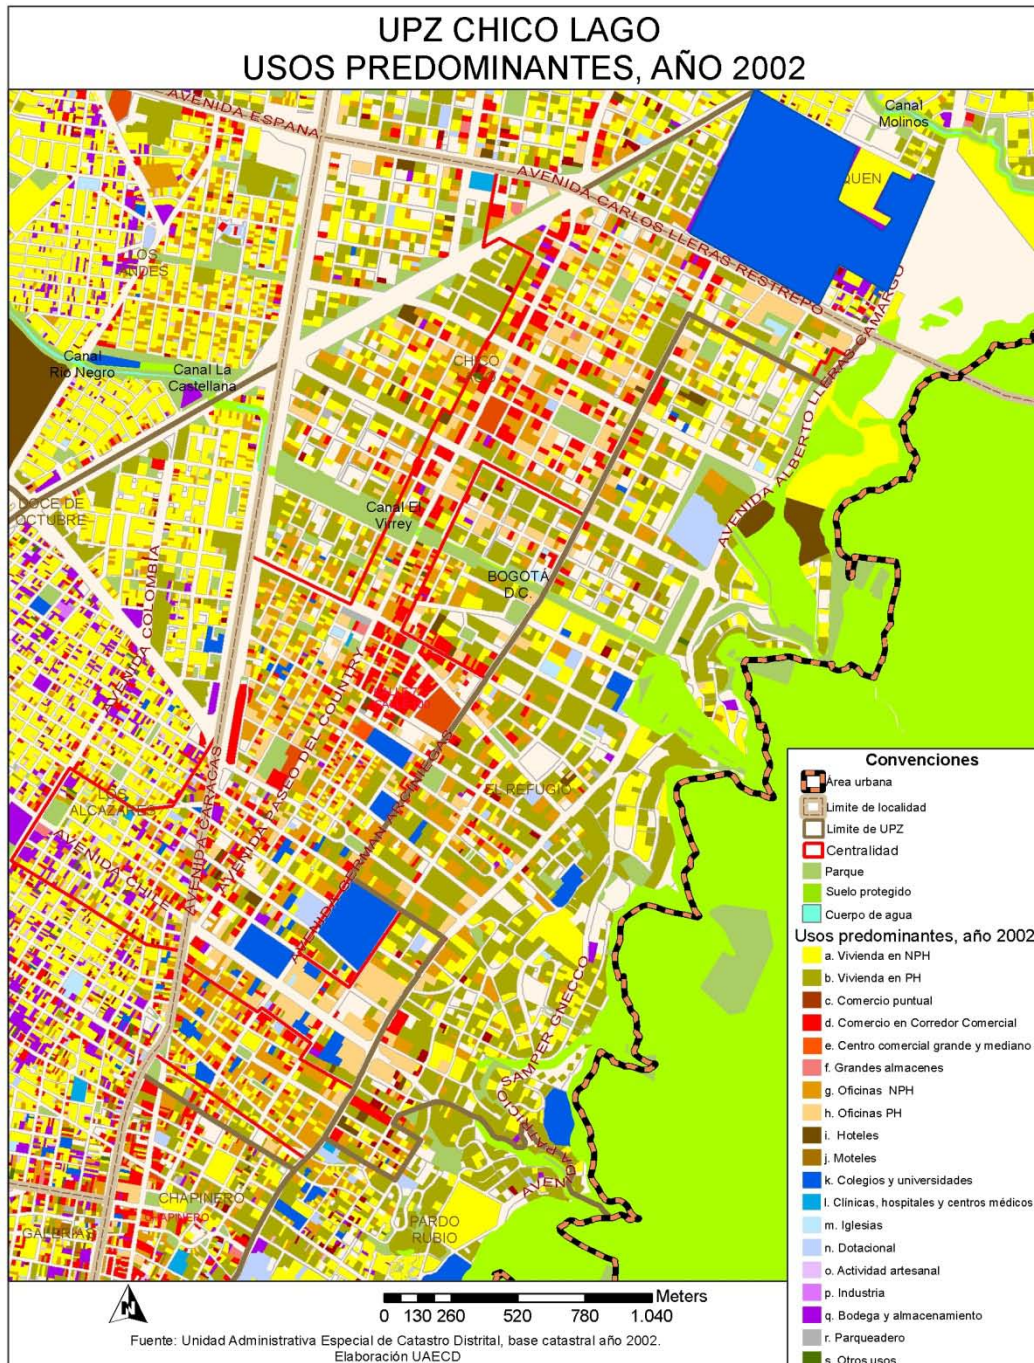 UPZ CHICO LAGO
USOS PREDOMINANTES, AÑO 2002
AVENIDA ESPANA
Canal
Molinos
AVENIDA CARLOS LLERAS RESTREPO
QUEN
LOS
ANDES
AVENIDA ALBERTO LLERAS CAMARGO
Canal
Rio Negro
Canal La
Castellana
CHICO
LAGO
DOCE DE
OCTUBRE
Canal El
Virrey
BOGOTÁ
D.C.
AVENIDA COLOMBIA
AVENIDA PASEO DEL COUNTRY
AVENIDA CARACAS
AVENIDA GERMAN ARCINIEGAS
EL REFUGIO
LOS
ALCAZARES
AVENIDA CHILE
AVENIDA PATRICIO SAMPER GNECCO
CHAPINERO
CHAPINERO
GALERIAS
PARDO
RUBIO
Convenciones
Área urbana
Limite de localidad
Limite de UPZ
Centralidad
Parque
Suelo protegido
Cuerpo de agua
Usos predominantes, año 2002
a. Vivienda en NPH
b. Vivienda en PH
c. Comercio puntual
d. Comercio en Corredor Comercial
e. Centro comercial grande y mediano
f. Grandes almacenes
g. Oficinas NPH
h. Oficinas PH
i. Hoteles
j. Moteles
k. Colegios y universidades
l. Clínicas, hospitales y centros médicos
m. Iglesias
n. Dotacional
o. Actividad artesanal
p. Industria
q. Bodega y almacenamiento
r. Parqueadero
s. Otros usos
N
Meters
0 130 260 520 780 1.040
Fuente: Unidad Administrativa Especial de Catastro Distrital, base catastral año 2002.
Elaboración UAECD